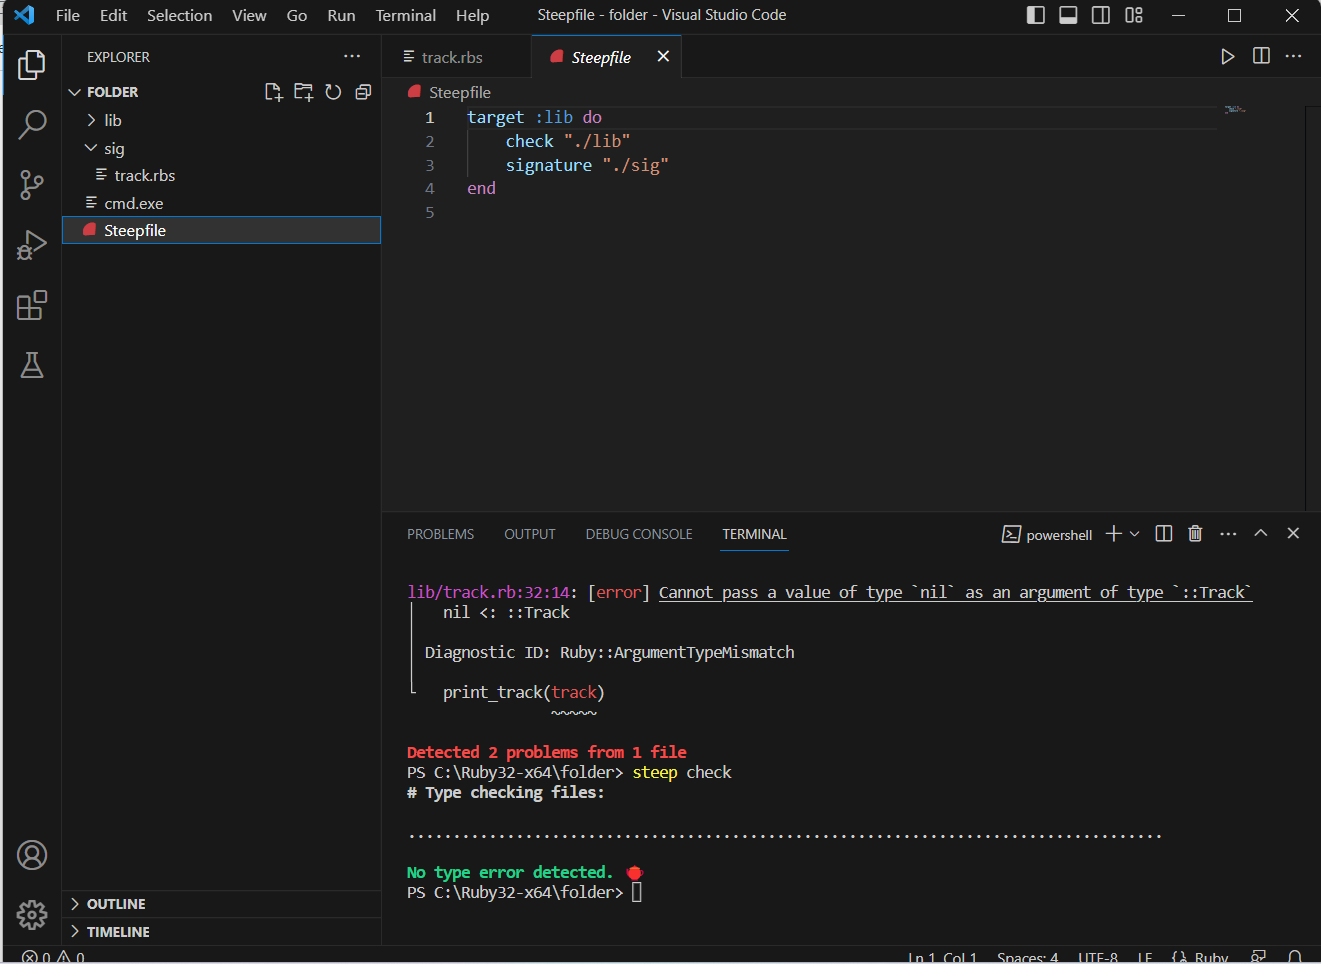 File Edit Selection View Go Run Terminal Help
Steepfile - folder - Visual Studio Code
EXPLORER
FOLDER
lib
sig
track.rbs
cmd.exe
Steepfile
OUTLINE
TIMELINE
track.rbs
Steepfile
Steepfile
1 target :lib do
2 check "./lib"
3 signature "./sig"
4 end
5
PROBLEMS OUTPUT DEBUG CONSOLE TERMINAL
powershell
lib/track.rb:32:14: [error] Cannot pass a value of type `nil` as an argument of type `::Track`
nil <: ::Track
Diagnostic ID: Ruby::ArgumentTypeMismatch
print_track(track)
~~~~~
Detected 2 problems from 1 file
PS C:\Ruby32-x64\folder> steep check
# Type checking files:
...................................................................................
No type error detected. 🫖
PS C:\Ruby32-x64\folder>
0 0 Ln 1, Col 1 Spaces: 4 UTF-8 LF Ruby